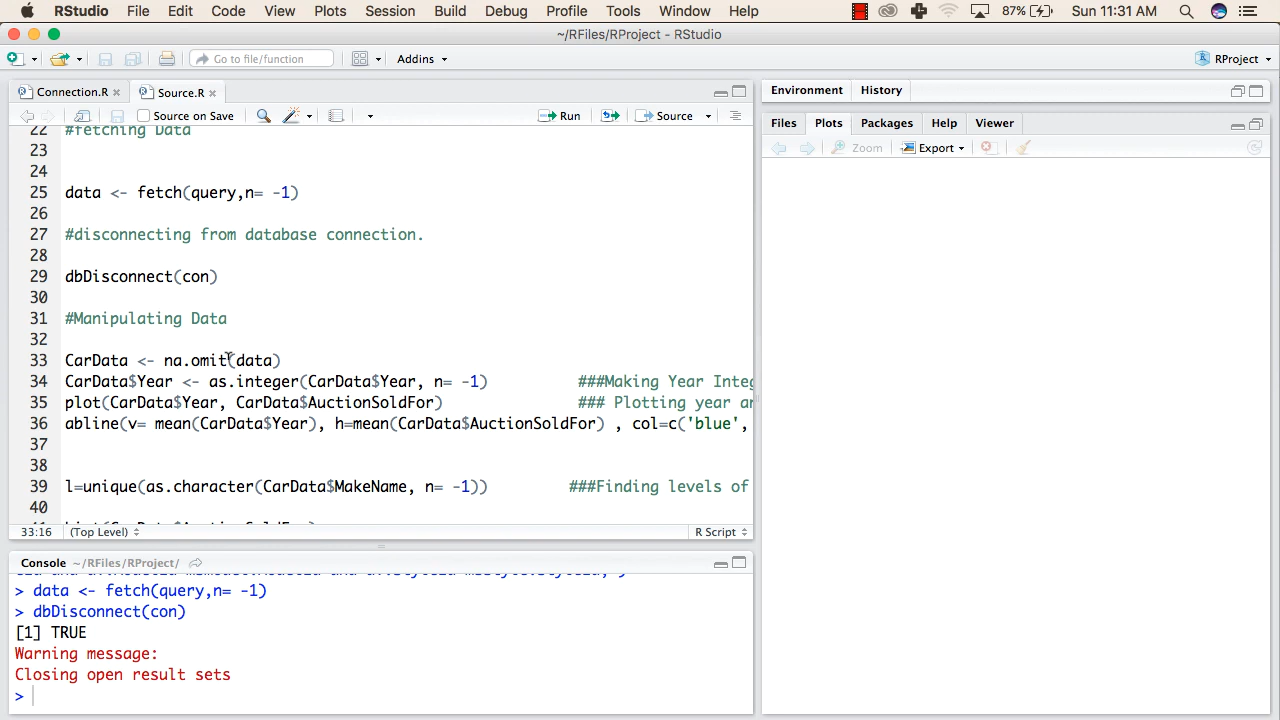 RStudio File Edit Code View Plots Session Build Debug Profile Tools Window Help 87% Sun 11:31 AM
~/RFiles/RProject - RStudio
Go to file/function Addins RProject
Connection.R Source.R
Source on Save Run Source
22 #fetching Data
23
24
25 data <- fetch(query,n= -1)
26
27 #disconnecting from database connection.
28
29 dbDisconnect(con)
30
31 #Manipulating Data
32
33 CarData <- na.omit(data)
34 CarData$Year <- as.integer(CarData$Year, n= -1) ###Making Year Integ
35 plot(CarData$Year, CarData$AuctionSoldFor) ### Plotting year an
36 abline(v= mean(CarData$Year), h=mean(CarData$AuctionSoldFor) , col=c('blue',
37
38
39 l=unique(as.character(CarData$MakeName, n= -1)) ###Finding levels of
40
33:16 (Top Level) R Script
Console ~/RFiles/RProject/
> data <- fetch(query,n= -1)
> dbDisconnect(con)
[1] TRUE
Warning message:
Closing open result sets
>
Environment History
Files Plots Packages Help Viewer
Zoom Export